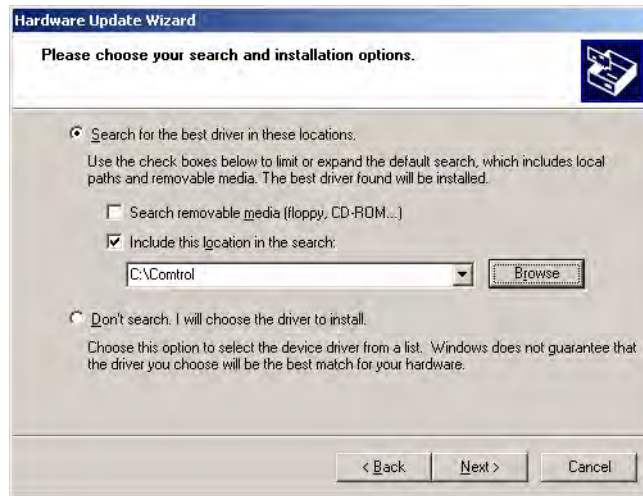 Hardware Update Wizard
Please choose your search and installation options.
Search for the best driver in these locations.
Use the check boxes below to limit or expand the default search, which includes local
paths and removable media. The best driver found will be installed.
Search removable media (floppy, CD-ROM...)
Include this location in the search:
C:\Comtrol
Browse
Don't search. I will choose the driver to install.
Choose this option to select the device driver from a list. Windows does not guarantee that
the driver you choose will be the best match for your hardware.
< Back
Next >
Cancel